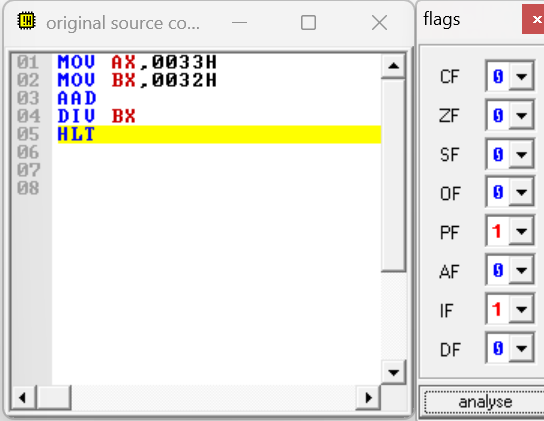 original source co...
flags
01 MOV AX,0033H
02 MOV BX,0032H
03 AAD
04 DIV BX
05 HLT
06
07
08
CF 0
ZF 0
SF 0
OF 0
PF 1
AF 0
IF 1
DF 0
analyse